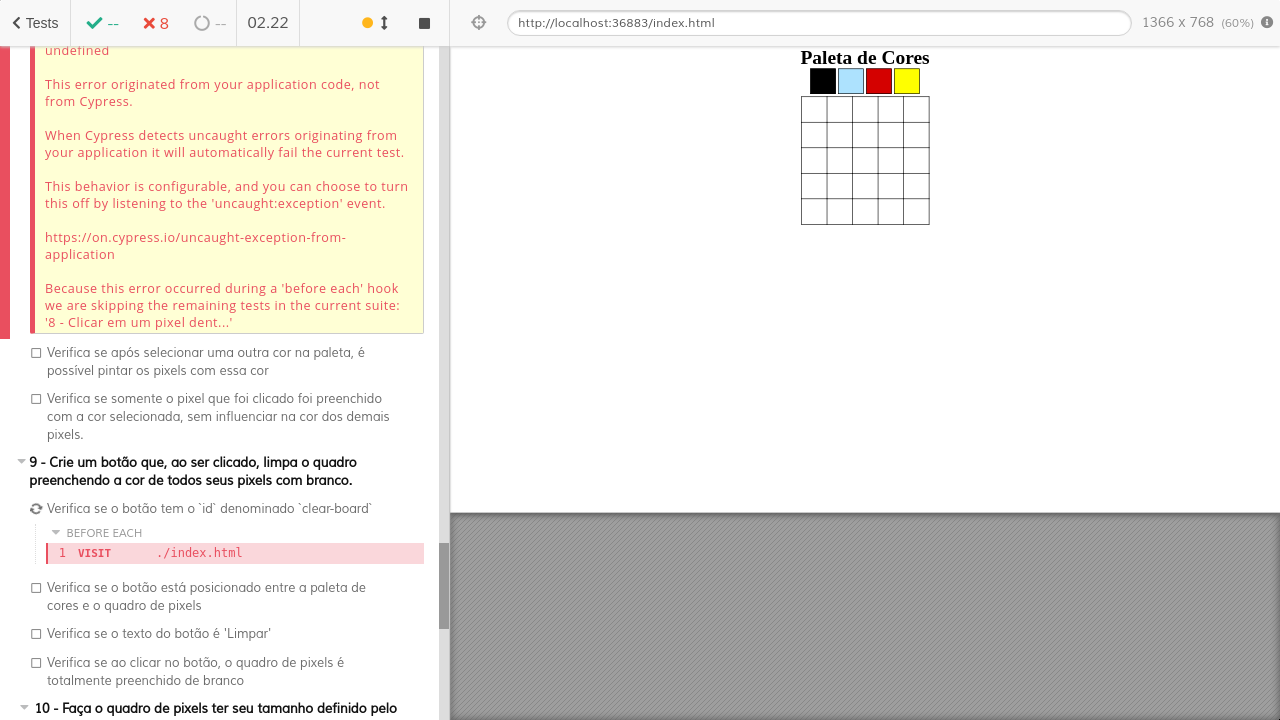 Tests
--
8
--
02.22
http://localhost:36883/index.html
1366 x 768 (60%)
undefined
This error originated from your application code, not
from Cypress.
When Cypress detects uncaught errors originating from
your application it will automatically fail the current test.
This behavior is configurable, and you can choose to turn
this off by listening to the 'uncaught:exception' event.
https://on.cypress.io/uncaught-exception-from-
application
Because this error occurred during a 'before each' hook
we are skipping the remaining tests in the current suite:
'8 - Clicar em um pixel dent...'
Verifica se após selecionar uma outra cor na paleta, é
possível pintar os pixels com essa cor
Verifica se somente o pixel que foi clicado foi preenchido
com a cor selecionada, sem influenciar na cor dos demais
pixels.
9 - Crie um botão que, ao ser clicado, limpa o quadro
preenchendo a cor de todos seus pixels com branco.
Verifica se o botão tem o `id` denominado `clear-board`
BEFORE EACH
1 VISIT ./index.html
Verifica se o botão está posicionado entre a paleta de
cores e o quadro de pixels
Verifica se o texto do botão é 'Limpar'
Verifica se ao clicar no botão, o quadro de pixels é
totalmente preenchido de branco
10 - Faça o quadro de pixels ter seu tamanho definido pelo
Paleta de Cores